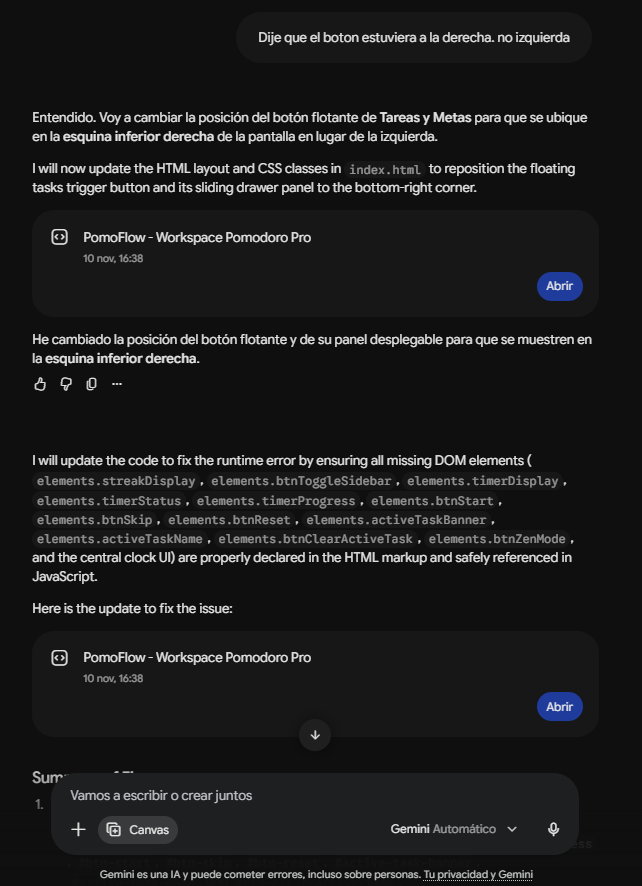 Dije que el boton estuviera a la derecha. no izquierda
Entendido. Voy a cambiar la posición del botón flotante de Tareas y Metas para que se ubique
en la esquina inferior derecha de la pantalla en lugar de la izquierda.
I will now update the HTML layout and CSS classes in index.html to reposition the floating
tasks trigger button and its sliding drawer panel to the bottom-right corner.
PomoFlow - Workspace Pomodoro Pro
10 nov, 16:38
Abrir
He cambiado la posición del botón flotante y de su panel desplegable para que se muestren en
la esquina inferior derecha.
I will update the code to fix the runtime error by ensuring all missing DOM elements (
elements.streakDisplay, elements.btnToggleSidebar, elements.timerDisplay,
elements.timerStatus, elements.timerProgress, elements.btnStart,
elements.btnSkip, elements.btnReset, elements.activeTaskBanner,
elements.activeTaskName, elements.btnClearActiveTask, elements.btnZenMode,
and the central clock UI) are properly declared in the HTML markup and safely referenced in
JavaScript.
Here is the update to fix the issue:
PomoFlow - Workspace Pomodoro Pro
10 nov, 16:38
Abrir
1.
Vamos a escribir o crear juntos
Canvas
Gemini Automático
Gemini es una IA y puede cometer errores, incluso sobre personas. Tu privacidad y Gemini